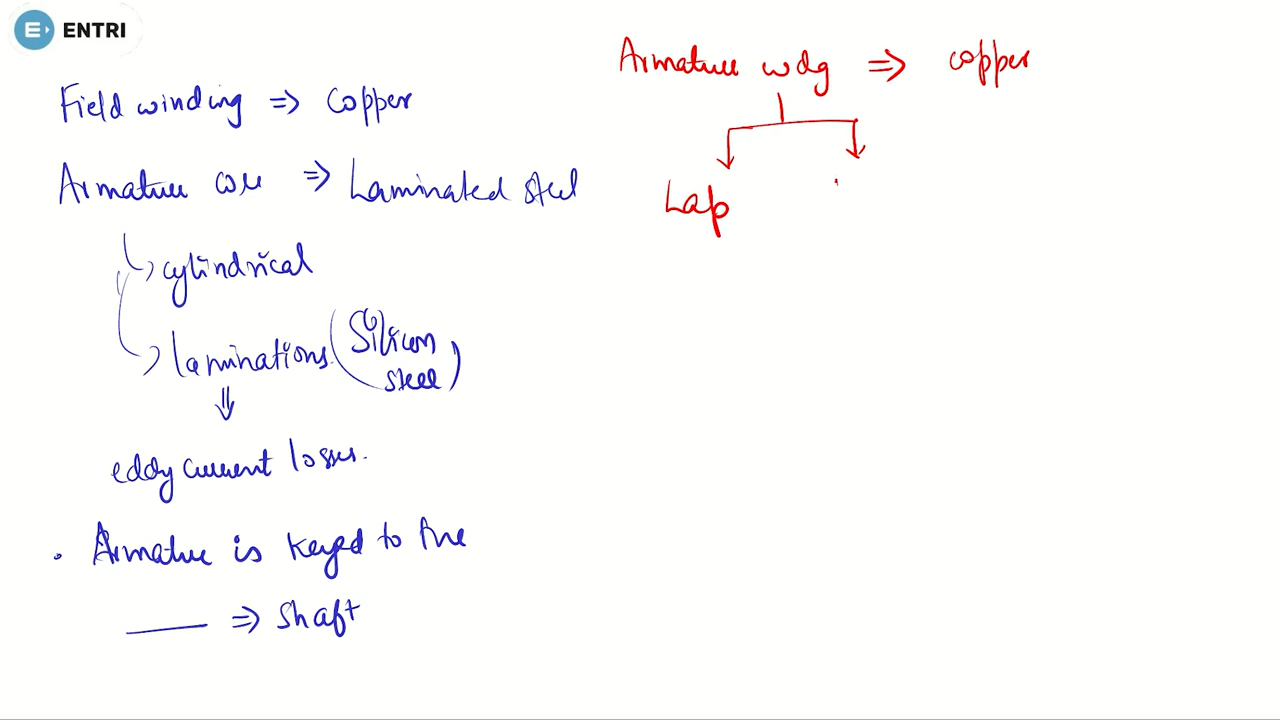 E ENTRI
Field winding ⇒ Copper
Armature core ⇒ Laminated steel
↳ cylindrical
↳ laminations (Silicon
steel)
⇓
eddy current losses.
. Armature is keyed to the
____ ⇒ shaft
Armature wdg ⇒ copper
Lap